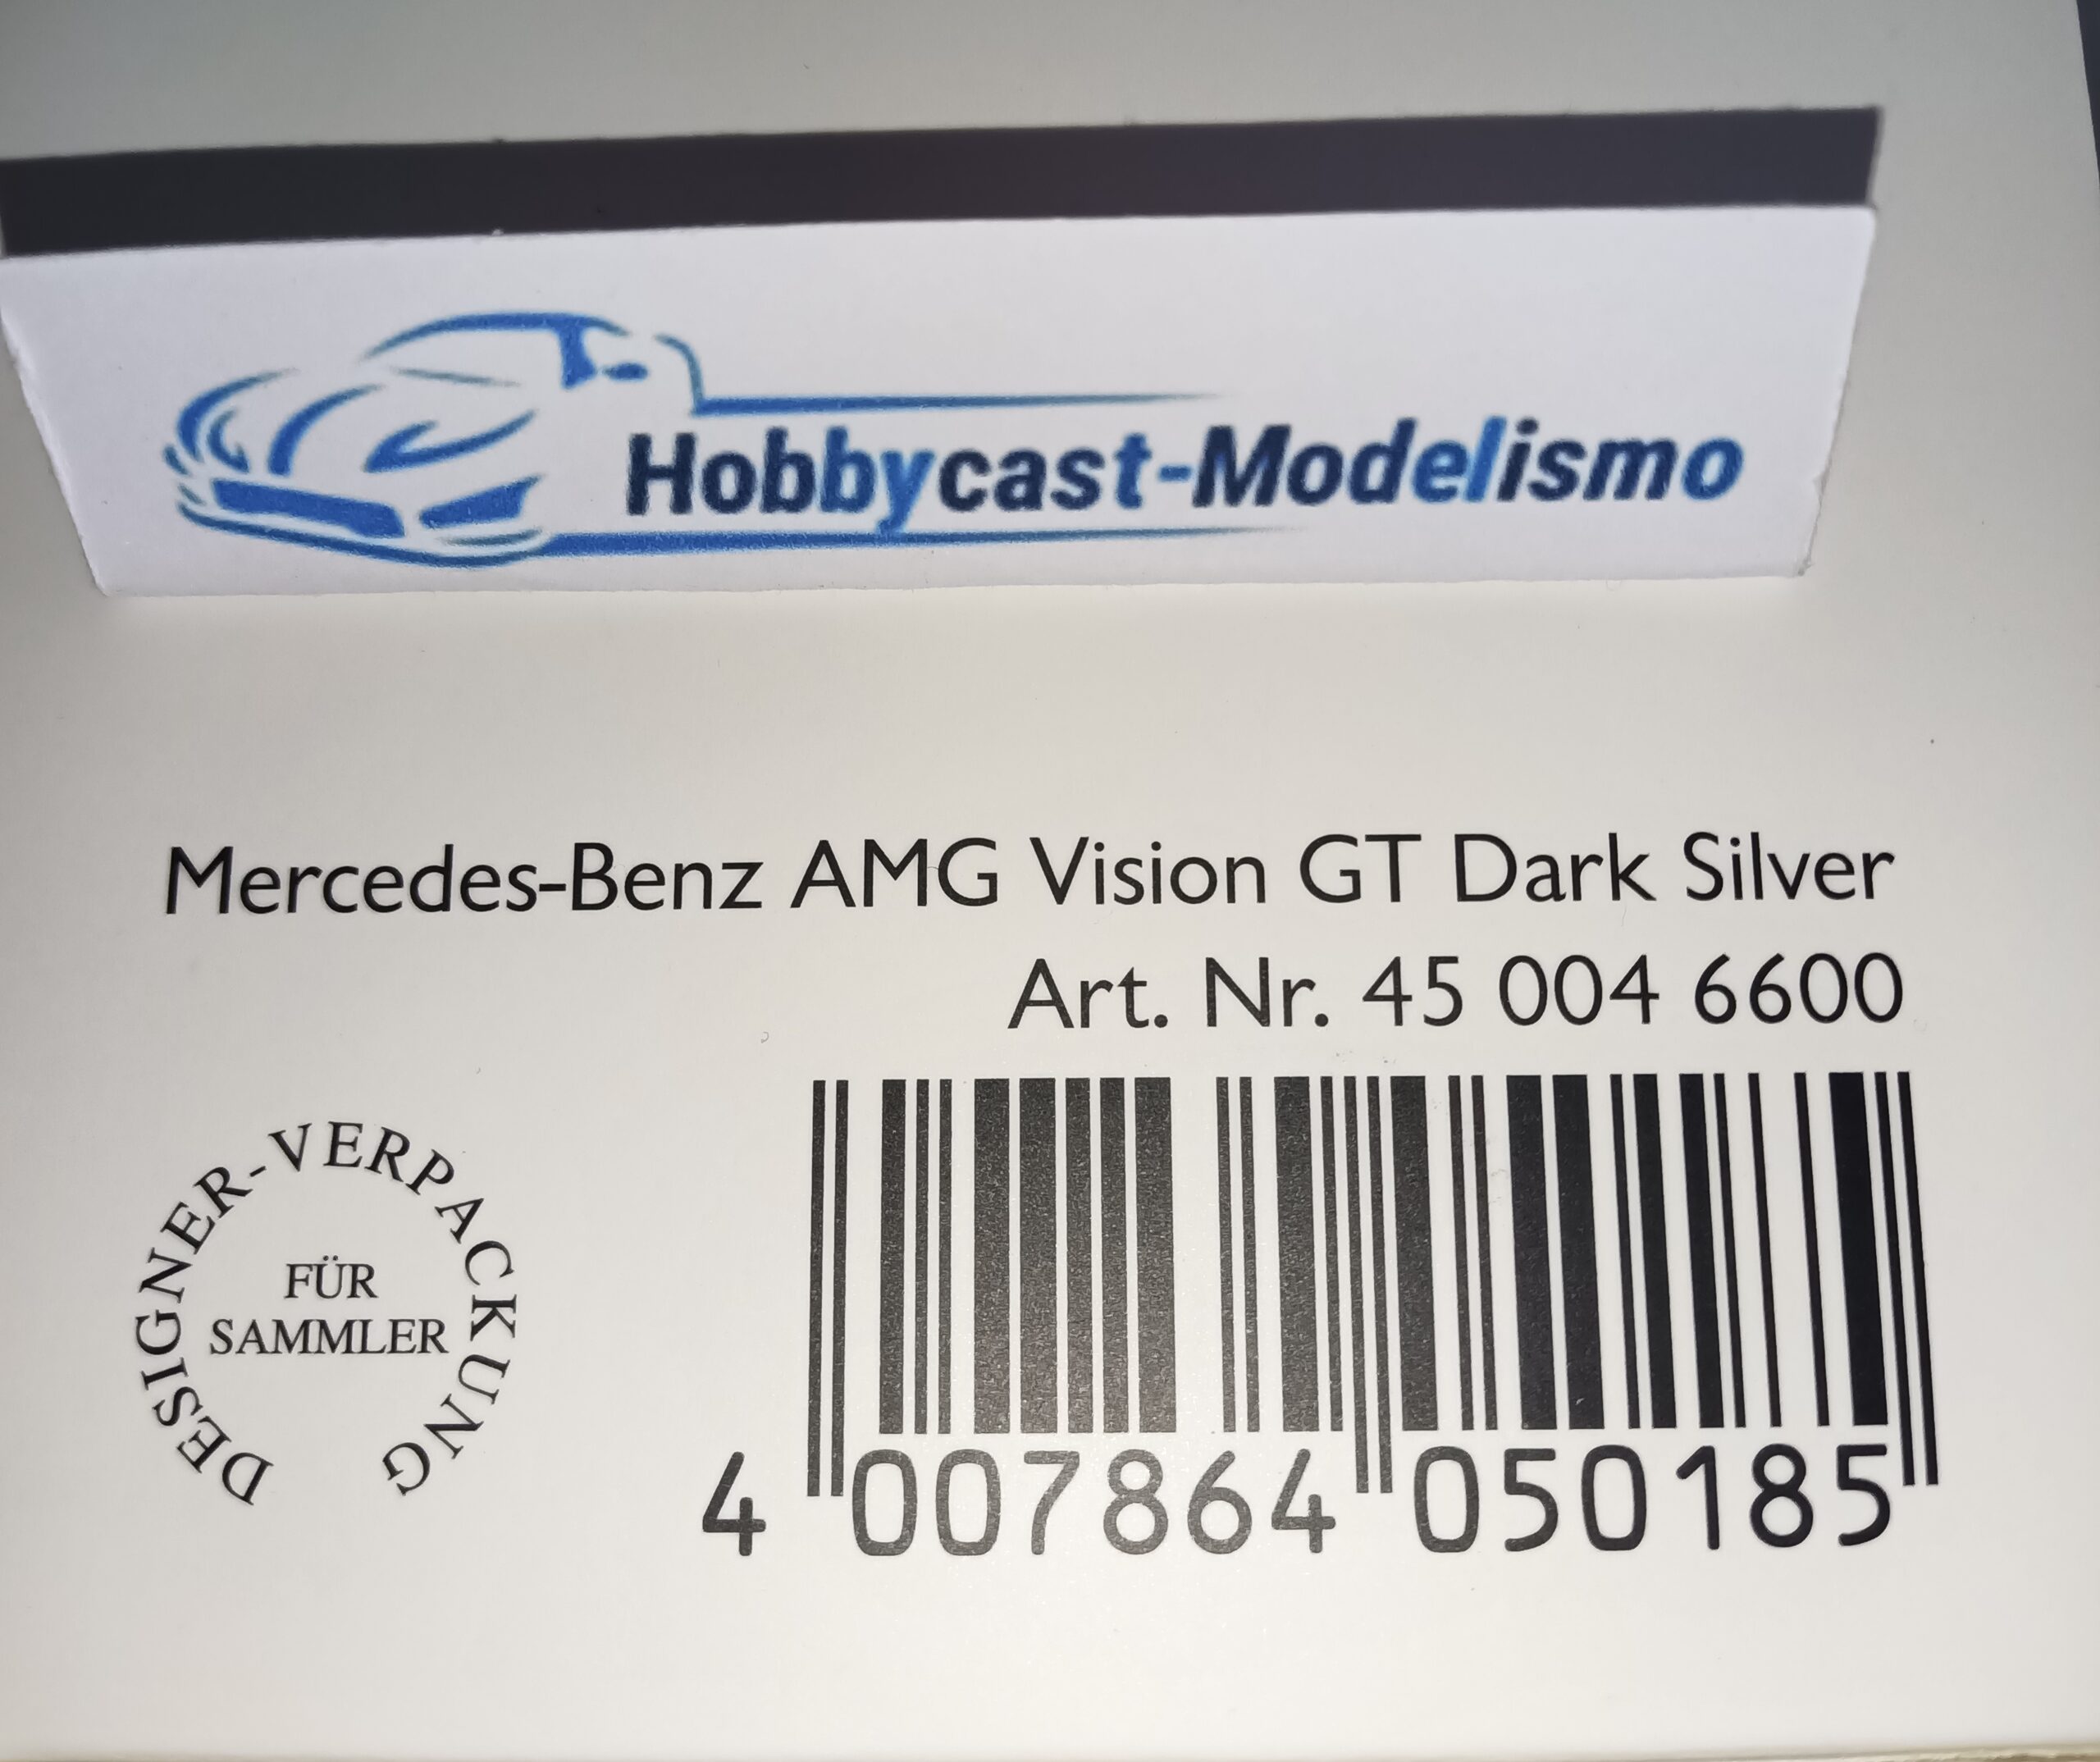 Hobbycast-Modelismo
Mercedes-Benz AMG Vision GT Dark Silver
Art. Nr. 45 004 6600
DESIGNER-VERPACKUNG
FÜR
SAMMLER
4 007864 050185